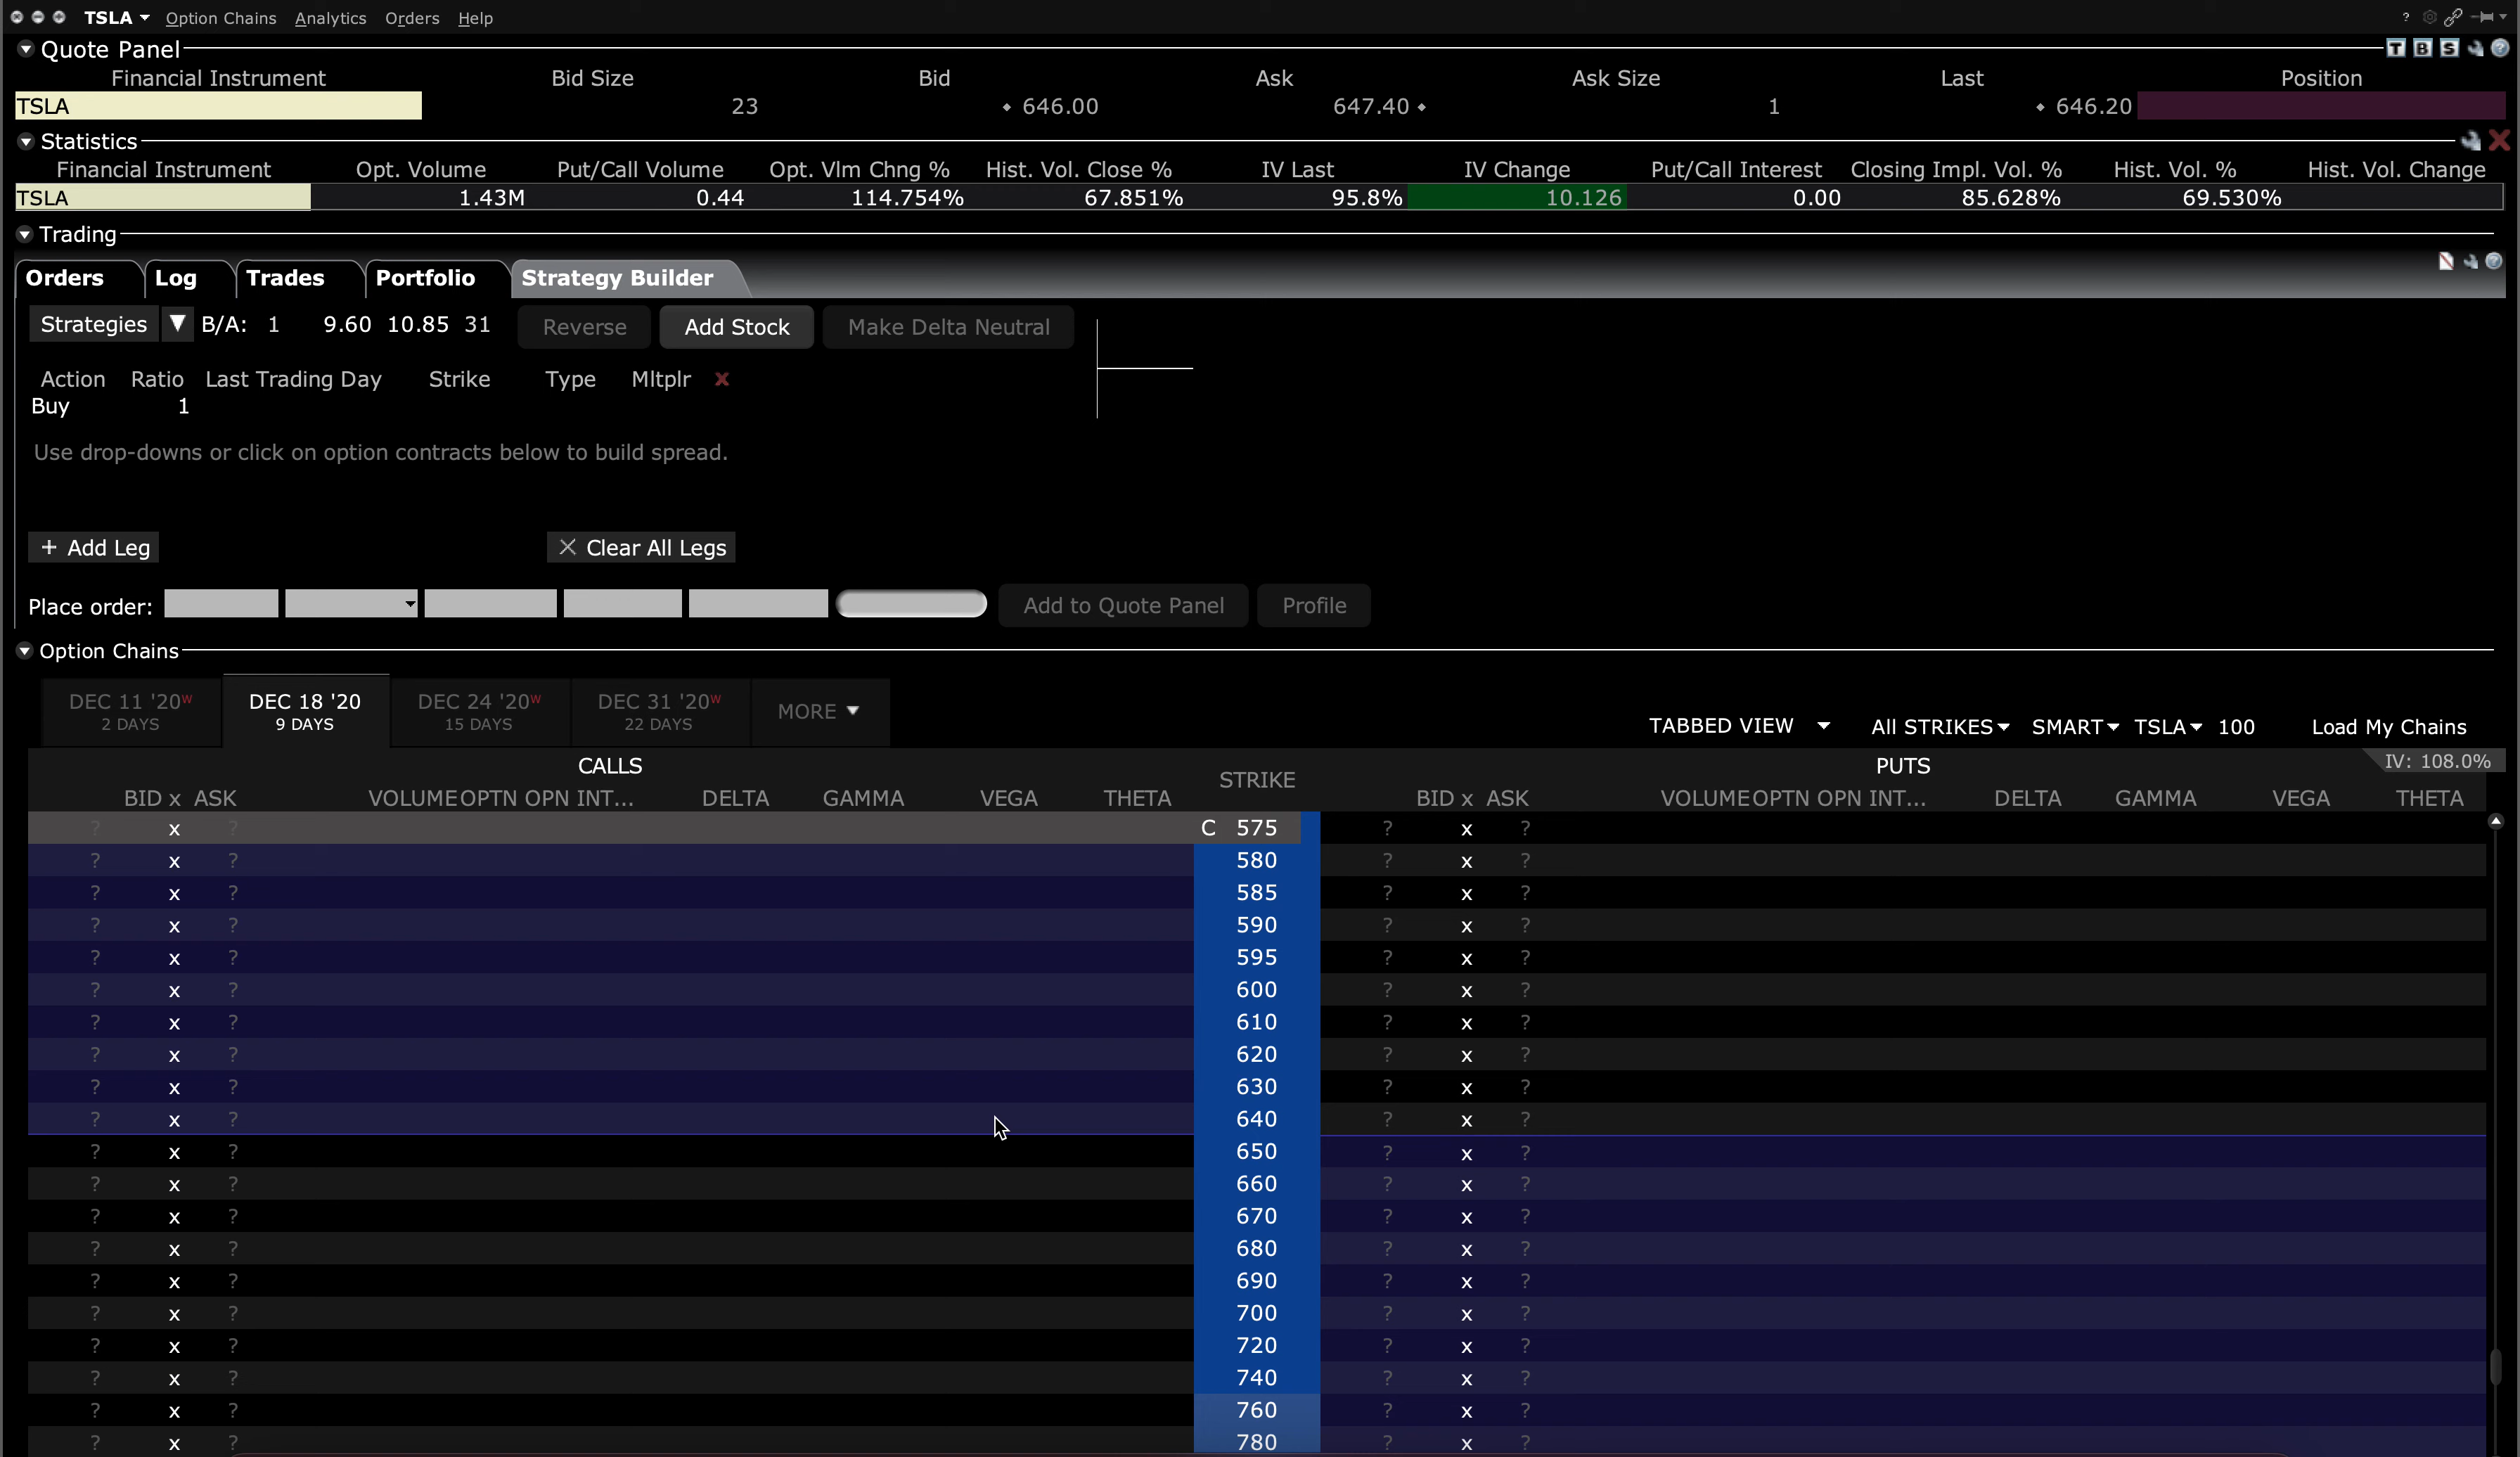 TSLA Option Chains Analytics Orders Help ?
Quote Panel T B S ?
Financial Instrument Bid Size Bid Ask Ask Size Last Position
TSLA 23 646.00 647.40 1 646.20
Statistics
Financial Instrument Opt. Volume Put/Call Volume Opt. Vlm Chng % Hist. Vol. Close % IV Last IV Change Put/Call Interest Closing Impl. Vol. % Hist. Vol. % Hist. Vol. Change
TSLA 1.43M 0.44 114.754% 67.851% 95.8% 10.126 0.00 85.628% 69.530%
Trading
Orders Log Trades Portfolio Strategy Builder ?
Strategies B/A: 1 9.60 10.85 31 Reverse Add Stock Make Delta Neutral
Action Ratio Last Trading Day Strike Type Mltplr x
Buy 1
Use drop-downs or click on option contracts below to build spread.
+ Add Leg X Clear All Legs
Place order: Add to Quote Panel Profile
Option Chains
DEC 11 '20W DEC 18 '20 DEC 24 '20W DEC 31 '20W MORE
2 DAYS 9 DAYS 15 DAYS 22 DAYS
TABBED VIEW All STRIKES SMART TSLA 100 Load My Chains
CALLS STRIKE PUTS IV: 108.0%
BID x ASK VOLUME OPTN OPN INT... DELTA GAMMA VEGA THETA BID x ASK VOLUME OPTN OPN INT... DELTA GAMMA VEGA THETA
? x ? C 575 ? x ?
? x ? 580 ? x ?
? x ? 585 ? x ?
? x ? 590 ? x ?
? x ? 595 ? x ?
? x ? 600 ? x ?
? x ? 610 ? x ?
? x ? 620 ? x ?
? x ? 630 ? x ?
? x ? 640 ? x ?
? x ? 650 ? x ?
? x ? 660 ? x ?
? x ? 670 ? x ?
? x ? 680 ? x ?
? x ? 690 ? x ?
? x ? 700 ? x ?
? x ? 720 ? x ?
? x ? 740 ? x ?
? x ? 760 ? x ?
? x ? 780 ? x ?